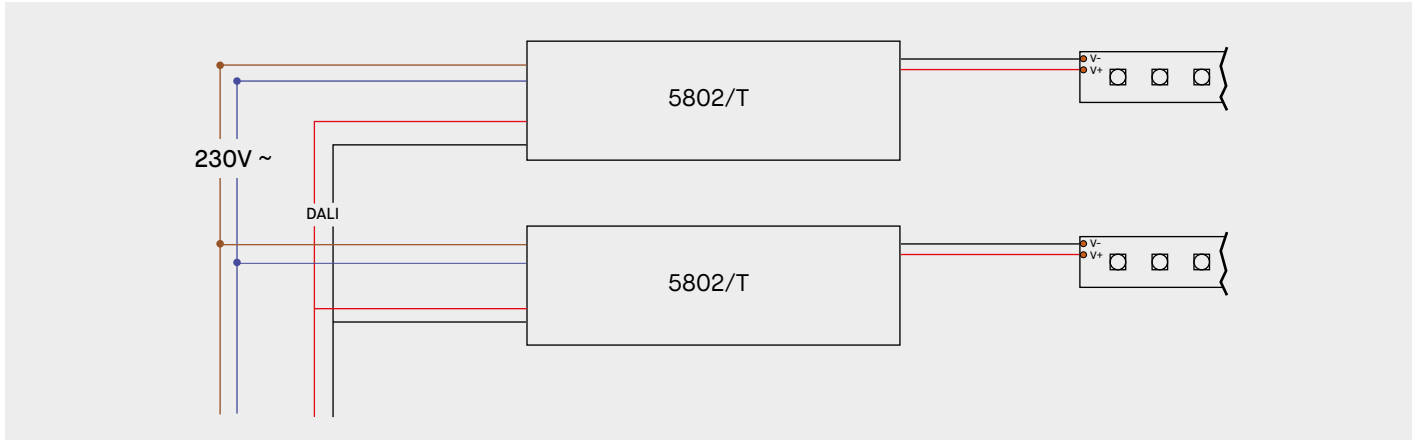 5802/T
V-
V+
230V ~
DALI
5802/T
V-
V+